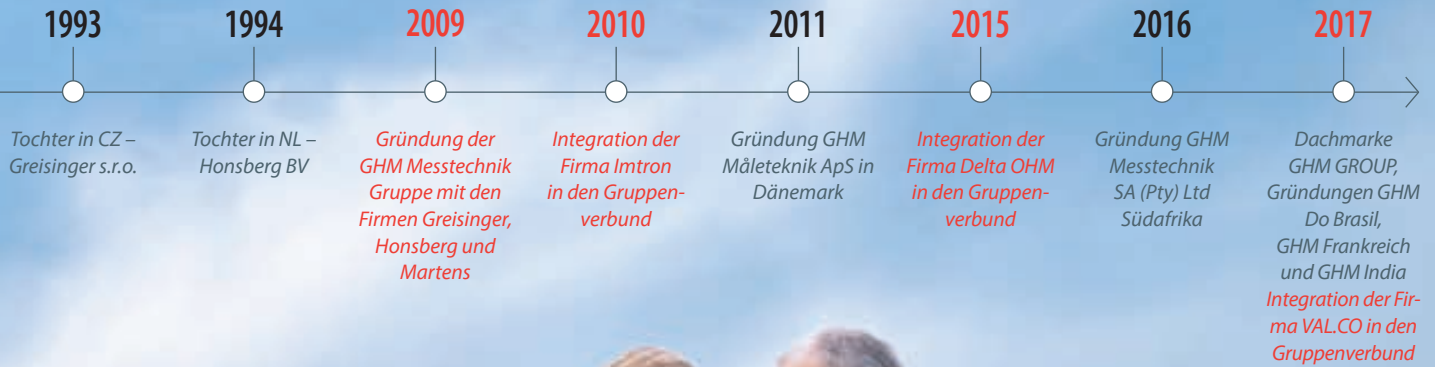 1993
Tochter in CZ –
Greisinger s.r.o.
1994
Tochter in NL –
Honsberg BV
2009
Gründung der
GHM Messtechnik
Gruppe mit den
Firmen Greisinger,
Honsberg und
Martens
2010
Integration der
Firma Imtron
in den Gruppen-
verbund
2011
Gründung GHM
Måleteknik ApS in
Dänemark
2015
Integration der
Firma Delta OHM
in den Gruppen-
verbund
2016
Gründung GHM
Messtechnik
SA (Pty) Ltd
Südafrika
2017
Dachmarke
GHM GROUP,
Gründungen GHM
Do Brasil,
GHM Frankreich
und GHM India
Integration der Fir-
ma VAL.CO in den
Gruppenverbund